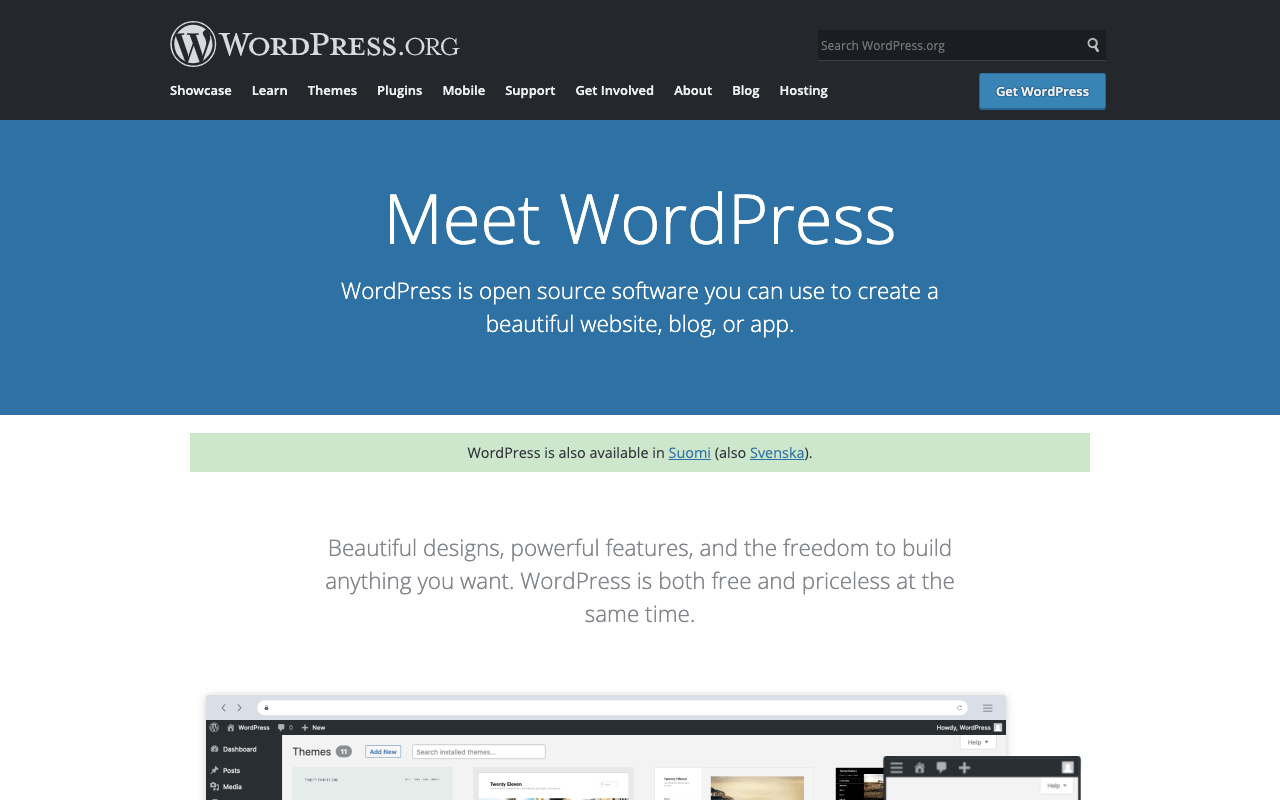 WORDPRESS.ORG
Search WordPress.org
Showcase Learn Themes Plugins Mobile Support Get Involved About Blog Hosting
Get WordPress
Meet WordPress
WordPress is open source software you can use to create a
beautiful website, blog, or app.
WordPress is also available in Suomi (also Svenska).
Beautiful designs, powerful features, and the freedom to build
anything you want. WordPress is both free and priceless at the
same time.
WordPress 0 New Howdy, WordPress
Dashboard
Themes 11 Add New Search installed themes...
Help
Posts
Media
Twenty Eleven
Help